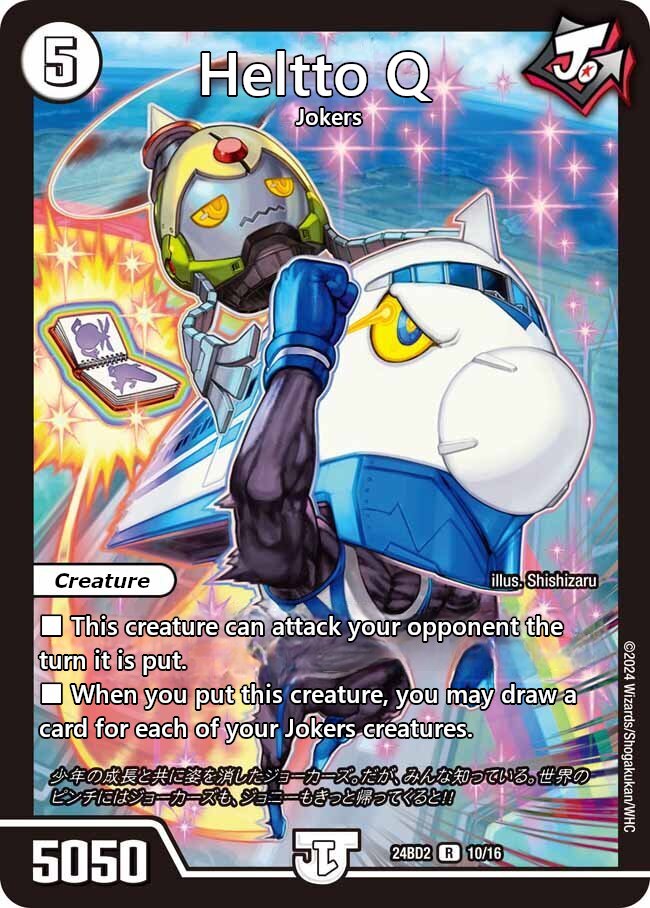 5
Heltto Q
Jokers
Jo
Creature
illus. Shishizaru
■ This creature can attack your opponent the
turn it is put.
■ When you put this creature, you may draw a
card for each of your Jokers creatures.
少年の成長と共に姿を消したジョーカーズ。だが、みんな知っている。世界の
ピンチにはジョーカーズも、ジョニーもきっと帰ってくると!!
©2024 Wizards/Shogakukan/WHC
5050
24BD2 R 10/16